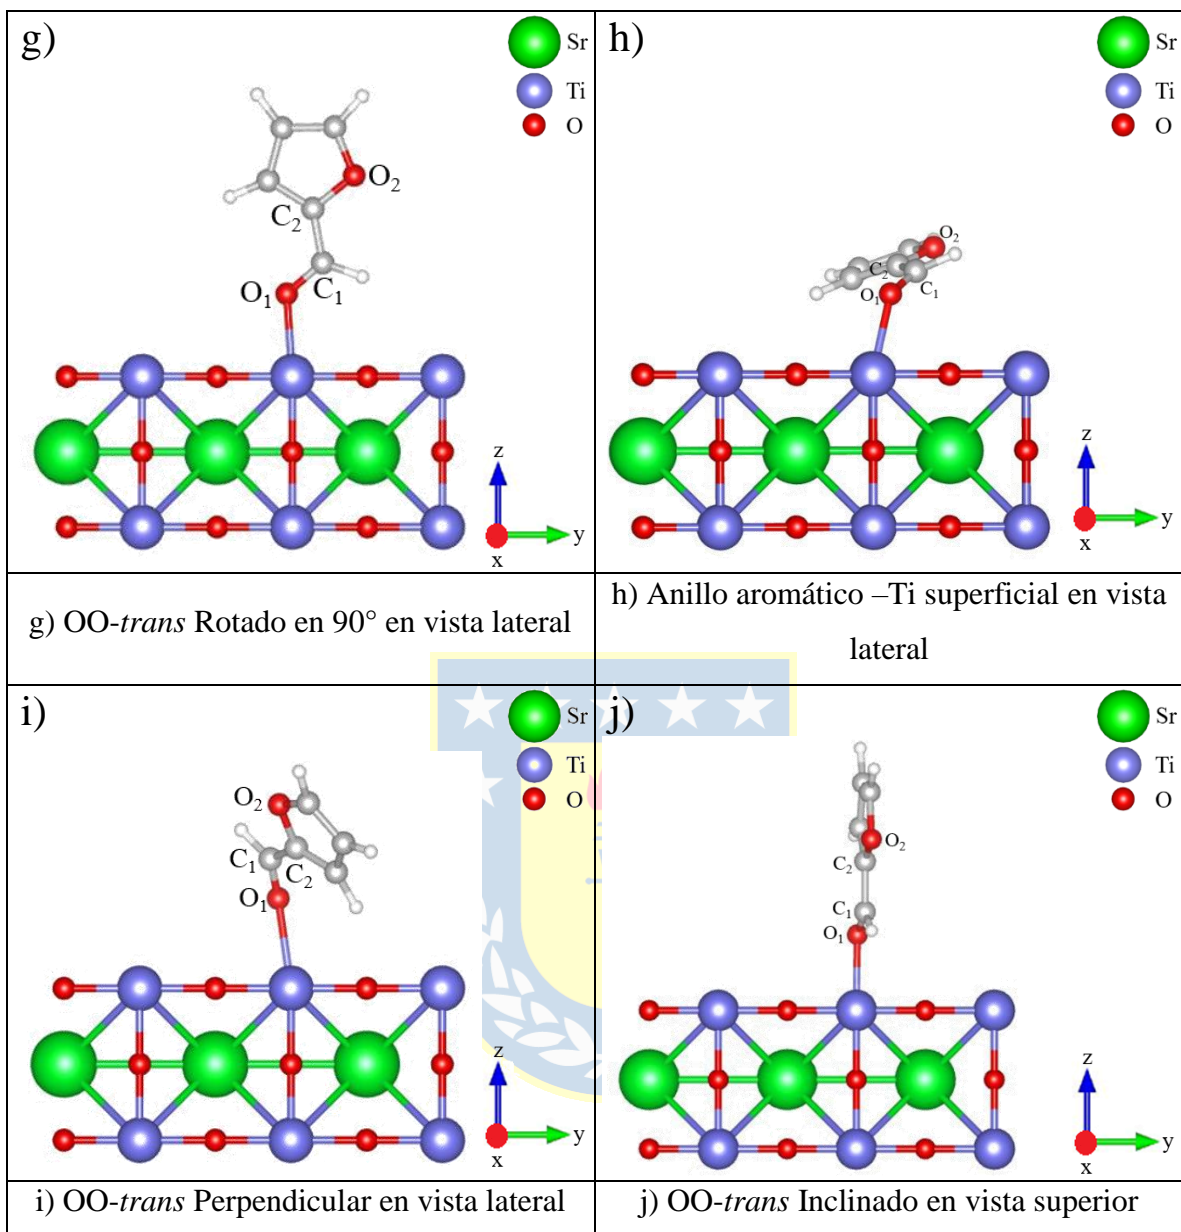 g)
Sr
Ti
O
O₂
C₂
O₁
C₁
z
y
x
h)
Sr
Ti
O
O₂
C₂
O₁
C₁
z
y
x
g) OO-trans Rotado en 90° en vista lateral
h) Anillo aromático –Ti superficial en vista
lateral
i)
Sr
Ti
O
O₂
C₁
C₂
O₁
z
y
x
j)
Sr
Ti
O
O₂
C₂
C₁
O₁
z
y
x
i) OO-trans Perpendicular en vista lateral
j) OO-trans Inclinado en vista superior